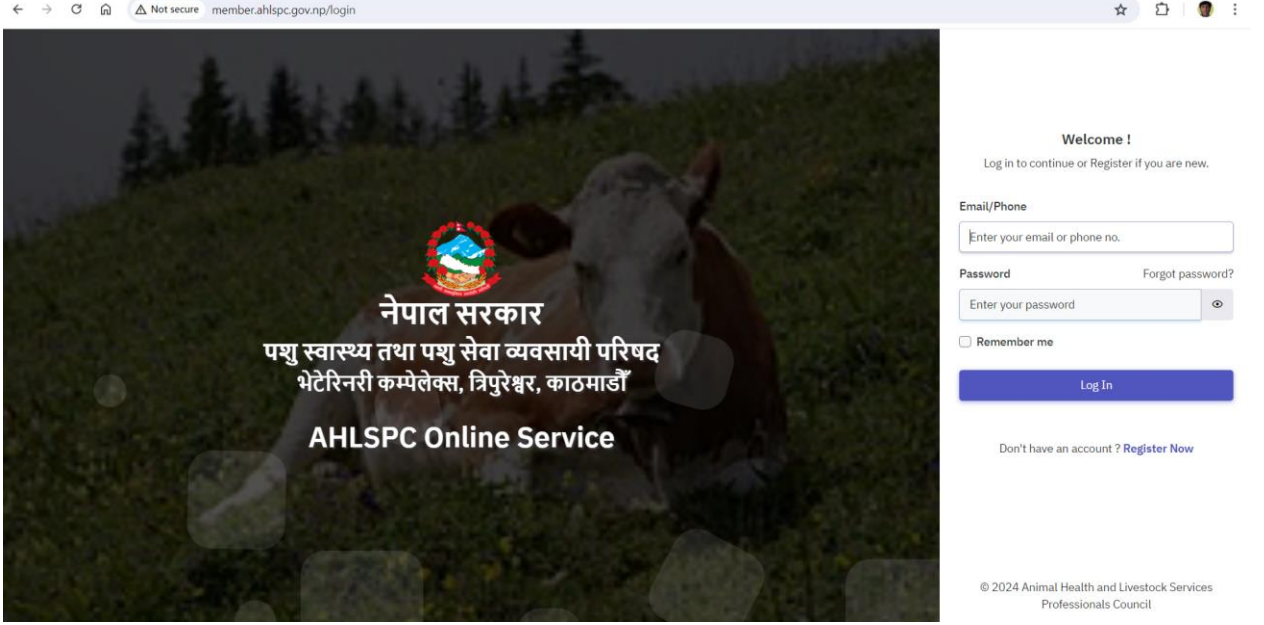 Not secure member.ahlspc.gov.np/login
नेपाल सरकार
पशु स्वास्थ्य तथा पशु सेवा व्यवसायी परिषद
भेटेरिनरी कम्पेलेक्स, त्रिपुरेश्वर, काठमाडौँ
AHLSPC Online Service
Welcome !
Log in to continue or Register if you are new.
Email/Phone
Enter your email or phone no.
Password Forgot password?
Enter your password
Remember me
Log In
Don't have an account ? Register Now
© 2024 Animal Health and Livestock Services
Professionals Council